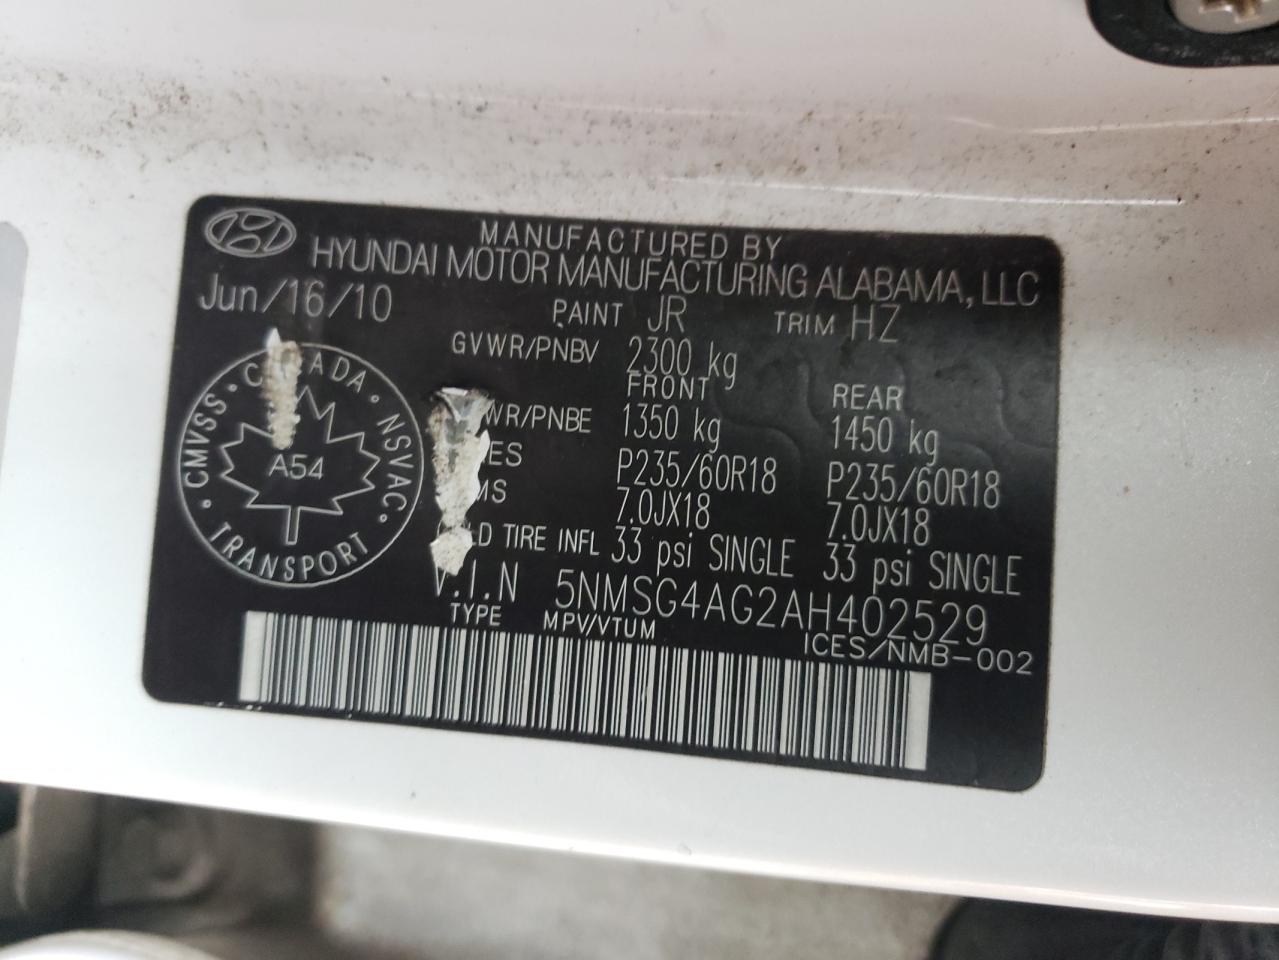 MANUFACTURED BY
HYUNDAI MOTOR MANUFACTURING ALABAMA, LLC
Jun/16/10
PAINT JR TRIM HZ
GVWR/PNBV 2300 kg
FRONT REAR
WR/PNBE 1350 kg 1450 kg
ES P235/60R18 P235/60R18
MS 7.0JX18 7.0JX18
LD TIRE INFL 33 psi SINGLE 33 psi SINGLE
V.I.N 5NMSG4AG2AH402529
TYPE MPV/VTUM ICES/NMB-002
CMVSS · NSVAC
A54
TRANSPORT